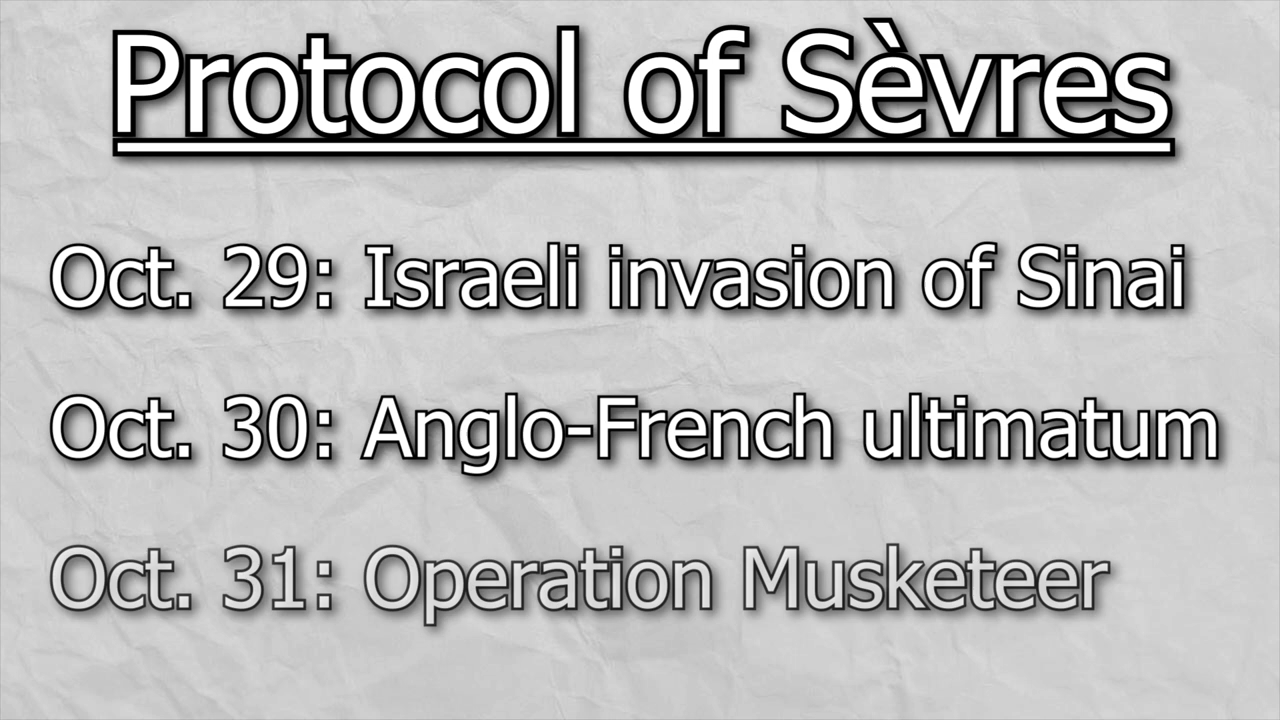 Protocol of Sèvres
Oct. 29: Israeli invasion of Sinai
Oct. 30: Anglo-French ultimatum
Oct. 31: Operation Musketeer